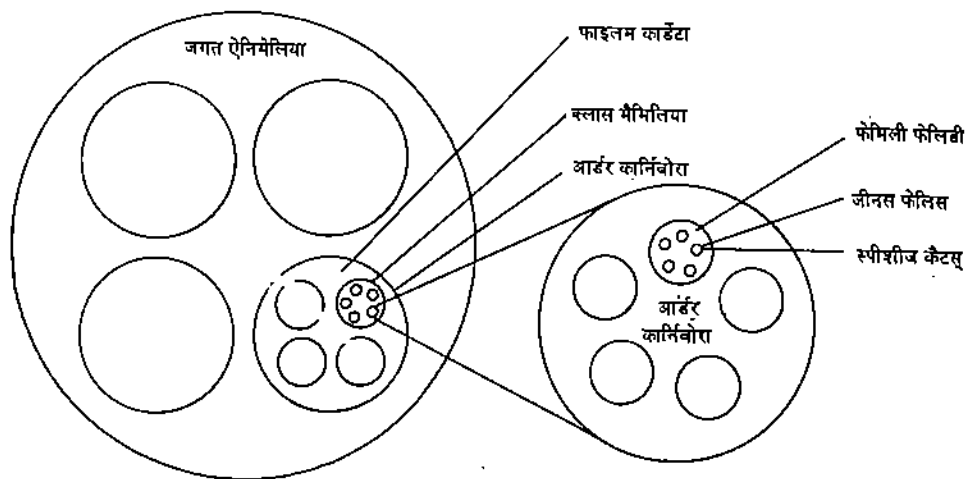 जगत ऐनिमेलिया
फाइलम कार्डेटा
क्लास मैमिलिया
आर्डर कार्निवोरा
फेमिली फेलिडी
जीनस फेलिस
स्पीशीज कैटस्
आर्डर
कार्निवोरा